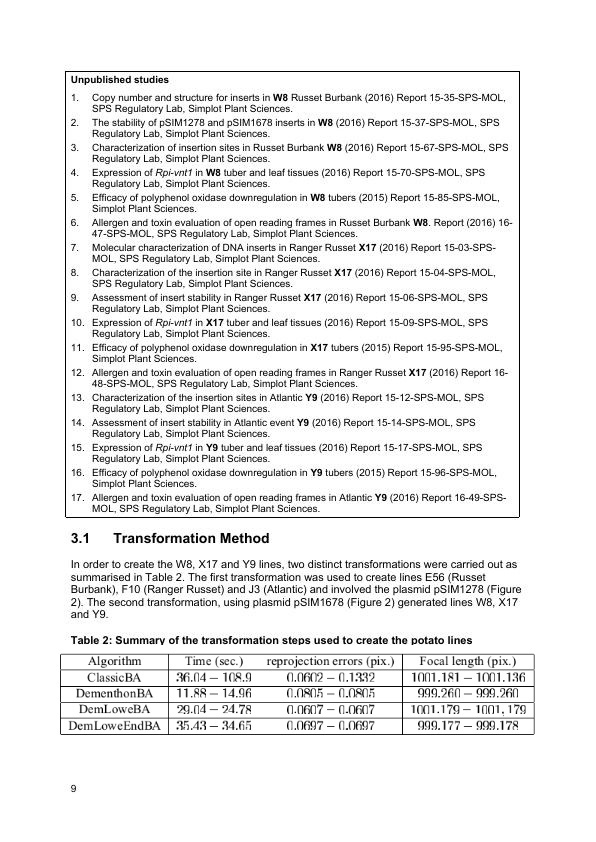 Unpublished studies
1. Copy number and structure for inserts in W8 Russet Burbank (2016) Report 15-35-SPS-MOL,
SPS Regulatory Lab, Simplot Plant Sciences.
2. The stability of pSIM1278 and pSIM1678 inserts in W8 (2016) Report 15-37-SPS-MOL, SPS
Regulatory Lab, Simplot Plant Sciences.
3. Characterization of insertion sites in Russet Burbank W8 (2016) Report 15-67-SPS-MOL, SPS
Regulatory Lab, Simplot Plant Sciences.
4. Expression of Rpi-vnt1 in W8 tuber and leaf tissues (2016) Report 15-70-SPS-MOL, SPS
Regulatory Lab, Simplot Plant Sciences.
5. Efficacy of polyphenol oxidase downregulation in W8 tubers (2015) Report 15-85-SPS-MOL,
Simplot Plant Sciences.
6. Allergen and toxin evaluation of open reading frames in Russet Burbank W8. Report (2016) 16-
47-SPS-MOL, SPS Regulatory Lab, Simplot Plant Sciences.
7. Molecular characterization of DNA inserts in Ranger Russet X17 (2016) Report 15-03-SPS-
MOL, SPS Regulatory Lab, Simplot Plant Sciences.
8. Characterization of the insertion site in Ranger Russet X17 (2016) Report 15-04-SPS-MOL,
SPS Regulatory Lab, Simplot Plant Sciences.
9. Assessment of insert stability in Ranger Russet X17 (2016) Report 15-06-SPS-MOL, SPS
Regulatory Lab, Simplot Plant Sciences.
10. Expression of Rpi-vnt1 in X17 tuber and leaf tissues (2016) Report 15-09-SPS-MOL, SPS
Regulatory Lab, Simplot Plant Sciences.
11. Efficacy of polyphenol oxidase downregulation in X17 tubers (2015) Report 15-95-SPS-MOL,
Simplot Plant Sciences.
12. Allergen and toxin evaluation of open reading frames in Ranger Russet X17 (2016) Report 16-
48-SPS-MOL, SPS Regulatory Lab, Simplot Plant Sciences.
13. Characterization of the insertion sites in Atlantic Y9 (2016) Report 15-12-SPS-MOL, SPS
Regulatory Lab, Simplot Plant Sciences.
14. Assessment of insert stability in Atlantic event Y9 (2016) Report 15-14-SPS-MOL, SPS
Regulatory Lab, Simplot Plant Sciences.
15. Expression of Rpi-vnt1 in Y9 tuber and leaf tissues (2016) Report 15-17-SPS-MOL, SPS
Regulatory Lab, Simplot Plant Sciences.
16. Efficacy of polyphenol oxidase downregulation in Y9 tubers (2015) Report 15-96-SPS-MOL,
Simplot Plant Sciences.
17. Allergen and toxin evaluation of open reading frames in Atlantic Y9 (2016) Report 16-49-SPS-
MOL, SPS Regulatory Lab, Simplot Plant Sciences.
3.1 Transformation Method
In order to create the W8, X17 and Y9 lines, two distinct transformations were carried out as
summarised in Table 2. The first transformation was used to create lines E56 (Russet
Burbank), F10 (Ranger Russet) and J3 (Atlantic) and involved the plasmid pSIM1278 (Figure
2). The second transformation, using plasmid pSIM1678 (Figure 2) generated lines W8, X17
and Y9.
Table 2: Summary of the transformation steps used to create the potato lines
Algorithm Time (sec.) reprojection errors (pix.) Focal length (pix.)
ClassicBA 36.04 − 108.9 0.0602 − 0.1332 1001.181 − 1001.136
DementhonBA 11.88 − 14.96 0.0805 − 0.0805 999.260 − 999.260
DemLoweBA 29.04 − 24.78 0.0607 − 0.0607 1001.179 − 1001,179
DemLoweEndBA 35.43 − 34.65 0.0697 − 0.0697 999.177 − 999.178
9